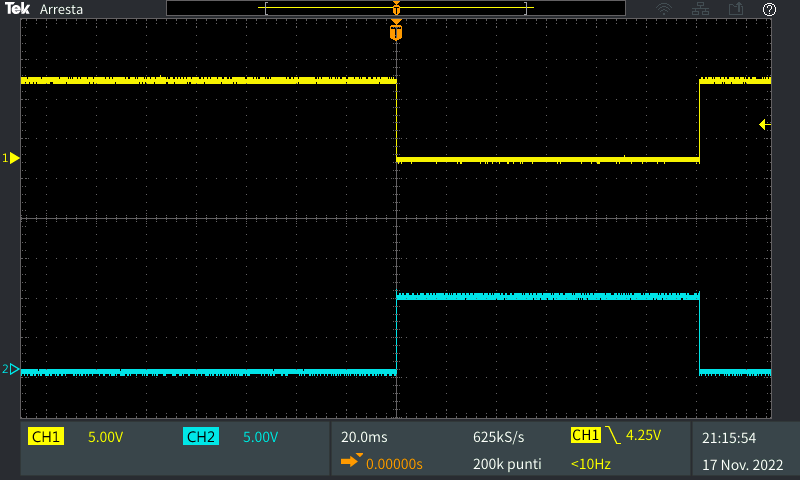 Tek Arresta
T
T
1
2
CH1 5.00V CH2 5.00V 20.0ms 625kS/s CH1 4.25V 21:15:54
0.00000s 200k punti <10Hz 17 Nov. 2022